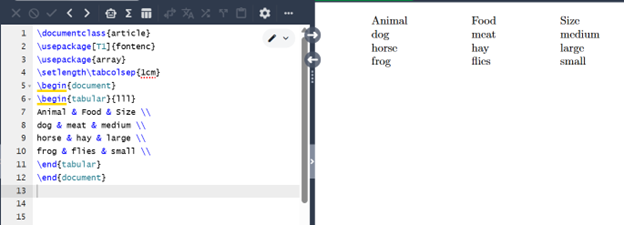 1 \documentclass{article}
2 \usepackage[T1]{fontenc}
3 \usepackage{array}
4 \setlength\tabcolsep{1cm}
5 \begin{document}
6 \begin{tabular}{lll}
7 Animal & Food & Size \\
8 dog & meat & medium \\
9 horse & hay & large \\
10 frog & flies & small \\
11 \end{tabular}
12 \end{document}
13
14
15
Animal Food Size
dog meat medium
horse hay large
frog flies small